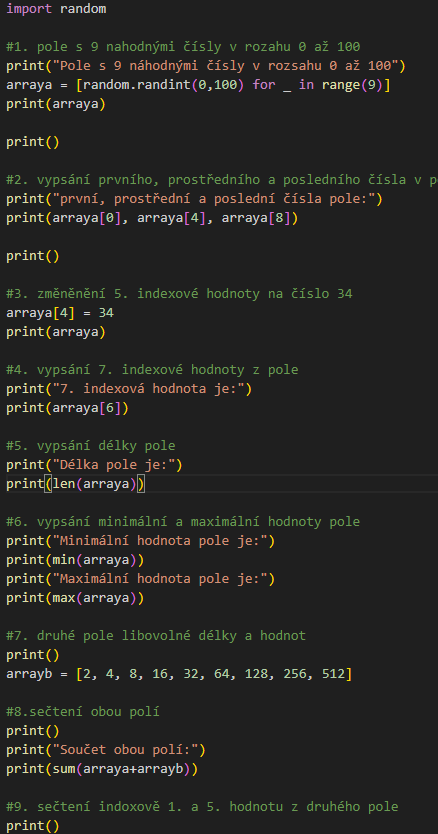 import random
#1. pole s 9 nahodnými čísly v rozahu 0 až 100
print("Pole s 9 náhodnými čísly v rozsahu 0 až 100")
arraya = [random.randint(0,100) for _ in range(9)]
print(arraya)
print()
#2. vypsání prvního, prostředního a posledního čísla v p
print("první, prostřední a poslední čísla pole:")
print(arraya[0], arraya[4], arraya[8])
print()
#3. změněnění 5. indexové hodnoty na číslo 34
arraya[4] = 34
print(arraya)
#4. vypsání 7. indexové hodnoty z pole
print("7. indexová hodnota je:")
print(arraya[6])
#5. vypsání délky pole
print("Délka pole je:")
print(len(arraya))
#6. vypsání minimální a maximální hodnoty pole
print("Minimální hodnota pole je:")
print(min(arraya))
print("Maximální hodnota pole je:")
print(max(arraya))
#7. druhé pole libovolné délky a hodnot
print()
arrayb = [2, 4, 8, 16, 32, 64, 128, 256, 512]
#8.sečtení obou polí
print()
print("Součet obou polí:")
print(sum(arraya+arrayb))
#9. sečtení indoxově 1. a 5. hodnotu z druhého pole
print()